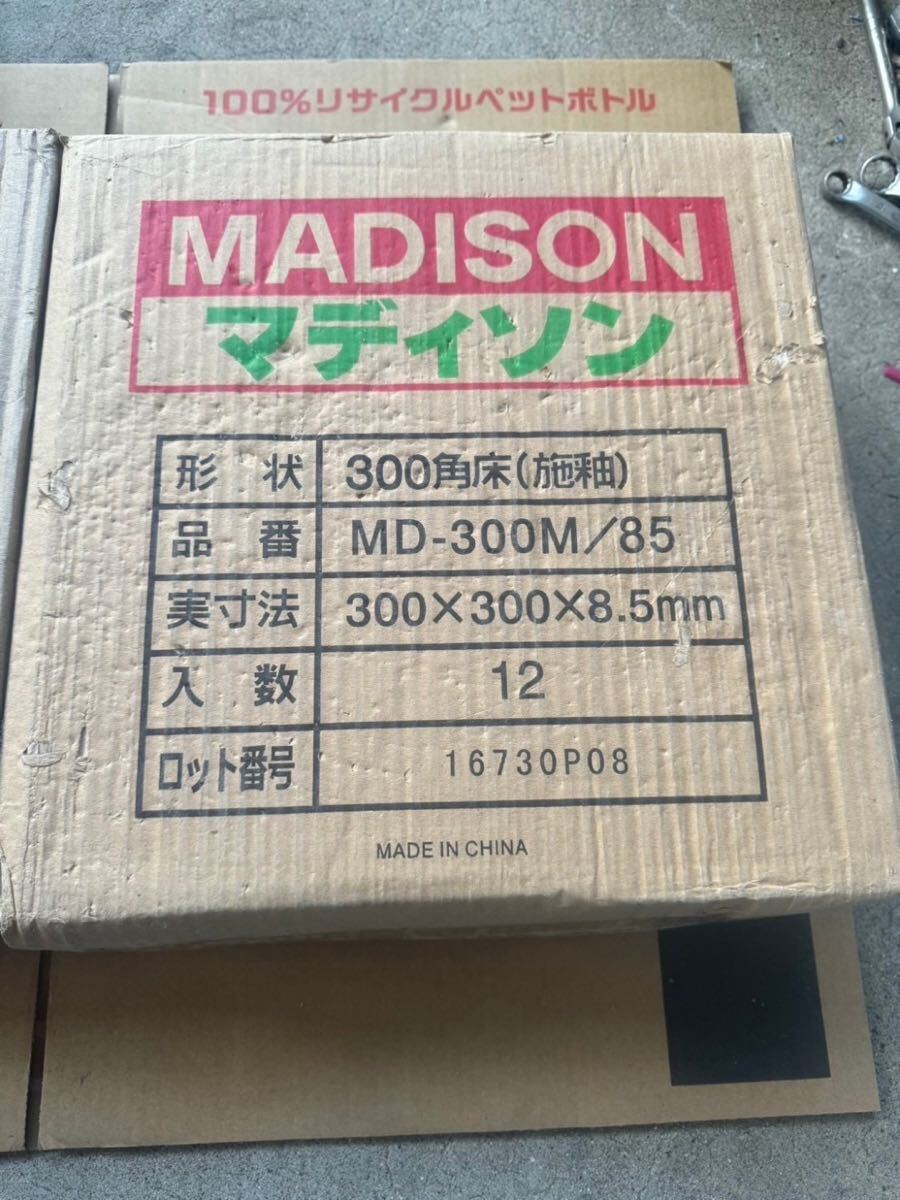 100%リサイクルペットボトル
MADISON
マディソン
形状 300角床(施釉)
品番 MD-300M/85
実寸法 300×300×8.5mm
入数 12
ロット番号 16730P08
MADE IN CHINA